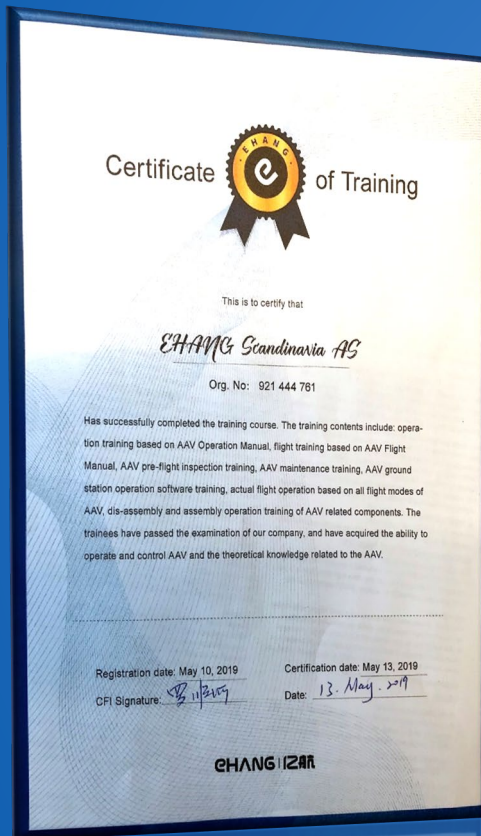 EHANG
Certificate of Training
This is to certify that
EHANG Scandinavia AS
Org. No: 921 444 761
Has successfully completed the training course. The training contents include: opera-
tion training based on AAV Operation Manual, flight training based on AAV Flight
Manual, AAV pre-flight inspection training, AAV maintenance training, AAV ground
station operation software training, actual flight operation based on all flight modes of
AAV, dis-assembly and assembly operation training of AAV related components. The
trainees have passed the examination of our company, and have acquired the ability to
operate and control AAV and the theoretical knowledge related to the AAV.
Registration date: May 10, 2019
Certification date: May 13, 2019
CFI Signature:
Date: 13. May. 2019
EHANG 亿航